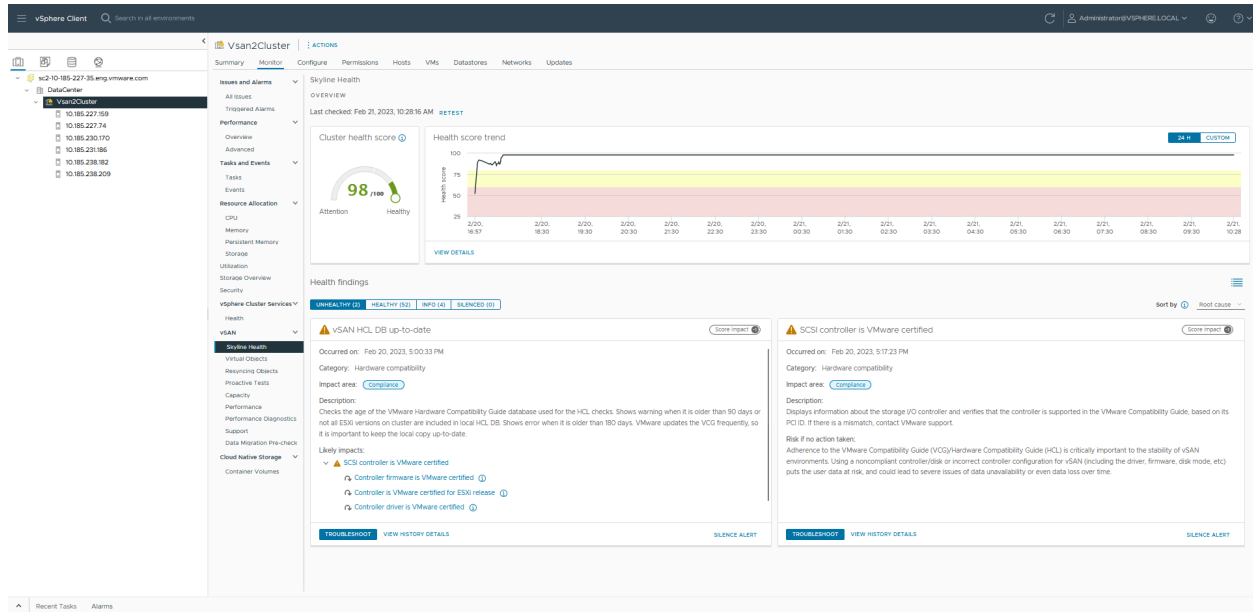 vSphere Client Search in all environments Administrator@VSPHERE.LOCAL
Vsan2Cluster ACTIONS
Summary Monitor Configure Permissions Hosts VMs Datastores Networks Updates
sc2-10-185-227-35.eng.vmware.com
DataCenter
Vsan2Cluster
10.185.227.159
10.185.227.74
10.185.230.170
10.185.231.186
10.185.238.182
10.185.238.209
Issues and Alarms
All Issues
Triggered Alarms
Performance
Overview
Advanced
Tasks and Events
Tasks
Events
Resource Allocation
CPU
Memory
Persistent Memory
Storage
Utilization
Storage Overview
Security
vSphere Cluster Services
Health
vSAN
Skyline Health
Virtual Objects
Resyncing Objects
Proactive Tests
Capacity
Performance
Performance Diagnostics
Support
Data Migration Pre-check
Cloud Native Storage
Container Volumes
Skyline Health
OVERVIEW
Last checked: Feb 21, 2023, 10:28:16 AM RETEST
Cluster health score
98 /100
Attention Healthy
Health score trend
24 H CUSTOM
Health score
100
75
50
25
2/20, 2/20, 2/20, 2/20, 2/20, 2/20, 2/20, 2/21, 2/21, 2/21, 2/21, 2/21, 2/21, 2/21, 2/21, 2/21, 2/21, 2/21,
16:57 18:30 19:30 20:30 21:30 22:30 23:30 00:30 01:30 02:30 03:30 04:30 05:30 06:30 07:30 08:30 09:30 10:28
VIEW DETAILS
Health findings
UNHEALTHY (2) HEALTHY (52) INFO (4) SILENCED (0)
Sort by Root cause
vSAN HCL DB up-to-date
Score impact
Occurred on: Feb 20, 2023, 5:00:33 PM
Category: Hardware compatibility
Impact area: Compliance
Description:
Checks the age of the VMware Hardware Compatibility Guide database used for the HCL checks. Shows warning when it is older than 90 days or
not all ESXi versions on cluster are included in local HCL DB. Shows error when it is older than 180 days. VMware updates the VCG frequently, so
it is important to keep the local copy up-to-date.
Likely impacts:
SCSI controller is VMware certified
Controller firmware is VMware certified
Controller is VMware certified for ESXi release
Controller driver is VMware certified
TROUBLESHOOT VIEW HISTORY DETAILS SILENCE ALERT
SCSI controller is VMware certified
Score impact
Occurred on: Feb 20, 2023, 5:17:23 PM
Category: Hardware compatibility
Impact area: Compliance
Description:
Displays information about the storage I/O controller and verifies that the controller is supported in the VMware Compatibility Guide, based on its
PCI ID. If there is a mismatch, contact VMware support.
Risk if no action taken:
Adherence to the VMware Compatibility Guide (VCG)/Hardware Compatibility Guide (HCL) is critically important to the stability of vSAN
environments. Using a noncompliant controller/disk or incorrect controller configuration for vSAN (including the driver, firmware, disk mode, etc)
puts the user data at risk, and could lead to severe issues of data unavailability or even data loss over time.
TROUBLESHOOT VIEW HISTORY DETAILS SILENCE ALERT
Recent Tasks Alarms